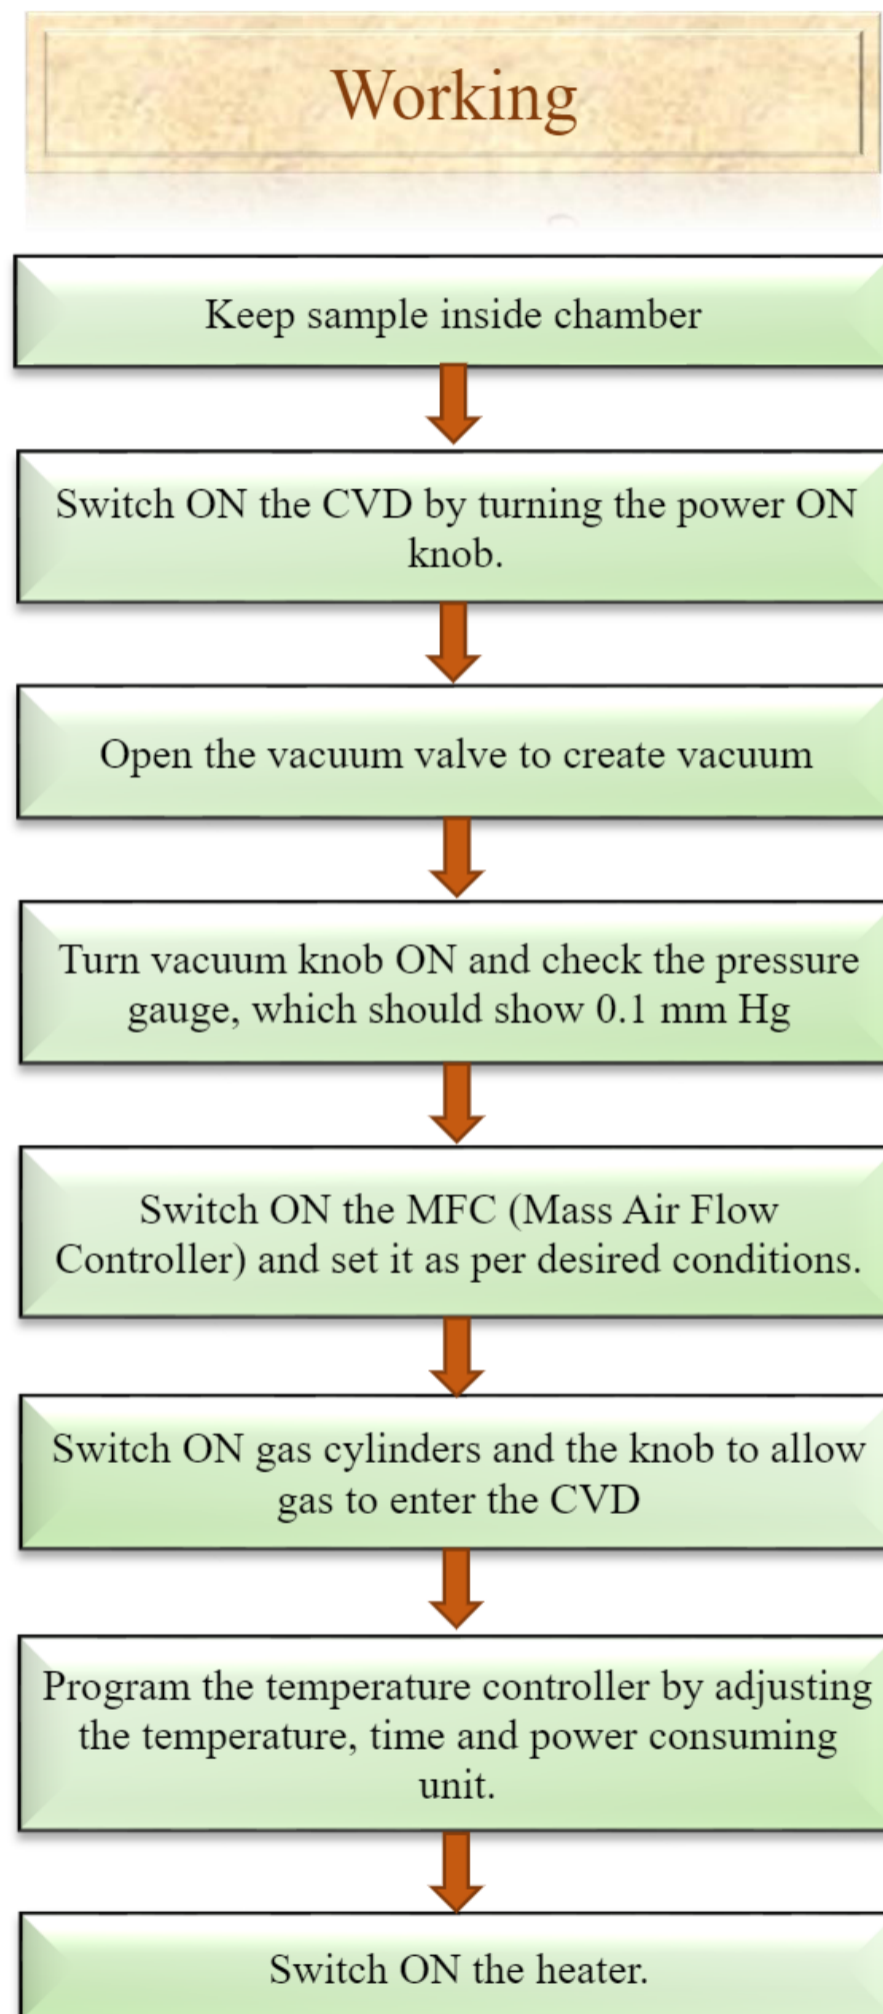 Working
Keep sample inside chamber
Switch ON the CVD by turning the power ON
knob.
Open the vacuum valve to create vacuum
Turn vacuum knob ON and check the pressure
gauge, which should show 0.1 mm Hg
Switch ON the MFC (Mass Air Flow
Controller) and set it as per desired conditions.
Switch ON gas cylinders and the knob to allow
gas to enter the CVD
Program the temperature controller by adjusting
the temperature, time and power consuming
unit.
Switch ON the heater.